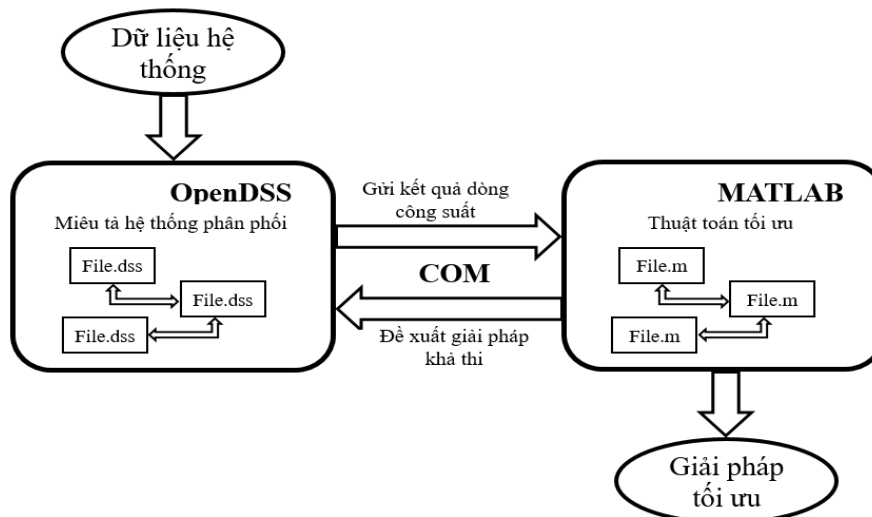 Dữ liệu hệ
thống
OpenDSS
Miêu tả hệ thống phân phối
File.dss
File.dss
File.dss
Gửi kết quả dòng
công suất
COM
Đề xuất giải pháp
khả thi
MATLAB
Thuật toán tối ưu
File.m
File.m
File.m
Giải pháp
tối ưu